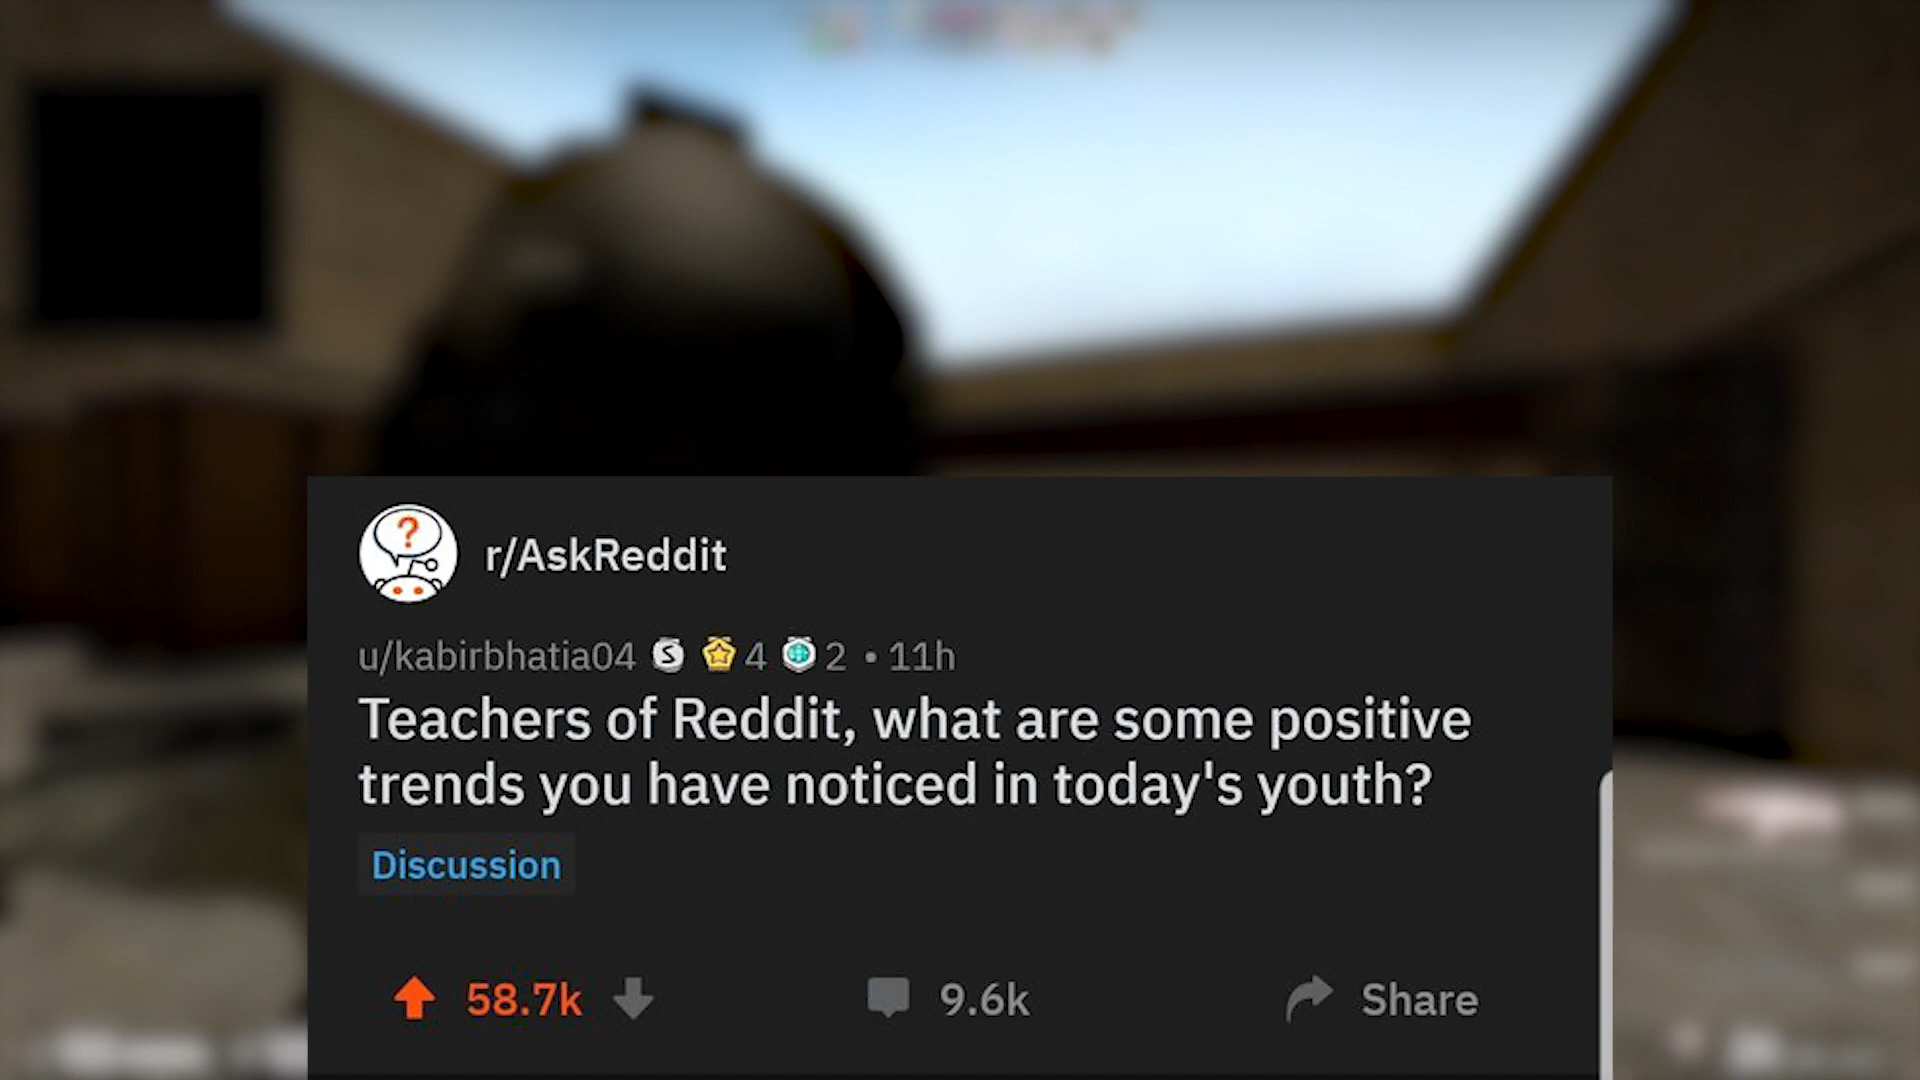 r/AskReddit
u/kabirbhatia04 S 4 2 • 11h
Teachers of Reddit, what are some positive
trends you have noticed in today's youth?
Discussion
58.7k 9.6k Share